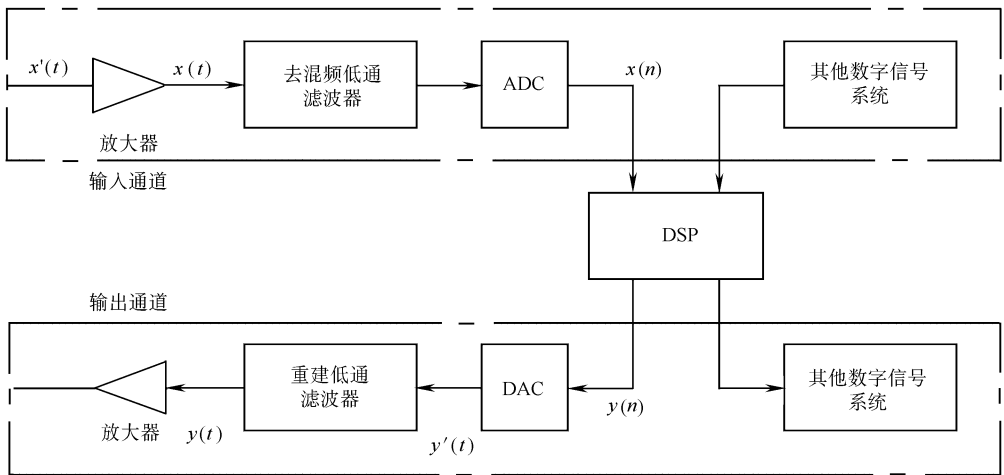 x'(t)
x(t)
去混频低通
滤波器
ADC
x(n)
其他数字信号
系统
放大器
输入通道
DSP
输出通道
重建低通
滤波器
DAC
y(n)
其他数字信号
系统
放大器
y(t)
y′(t)